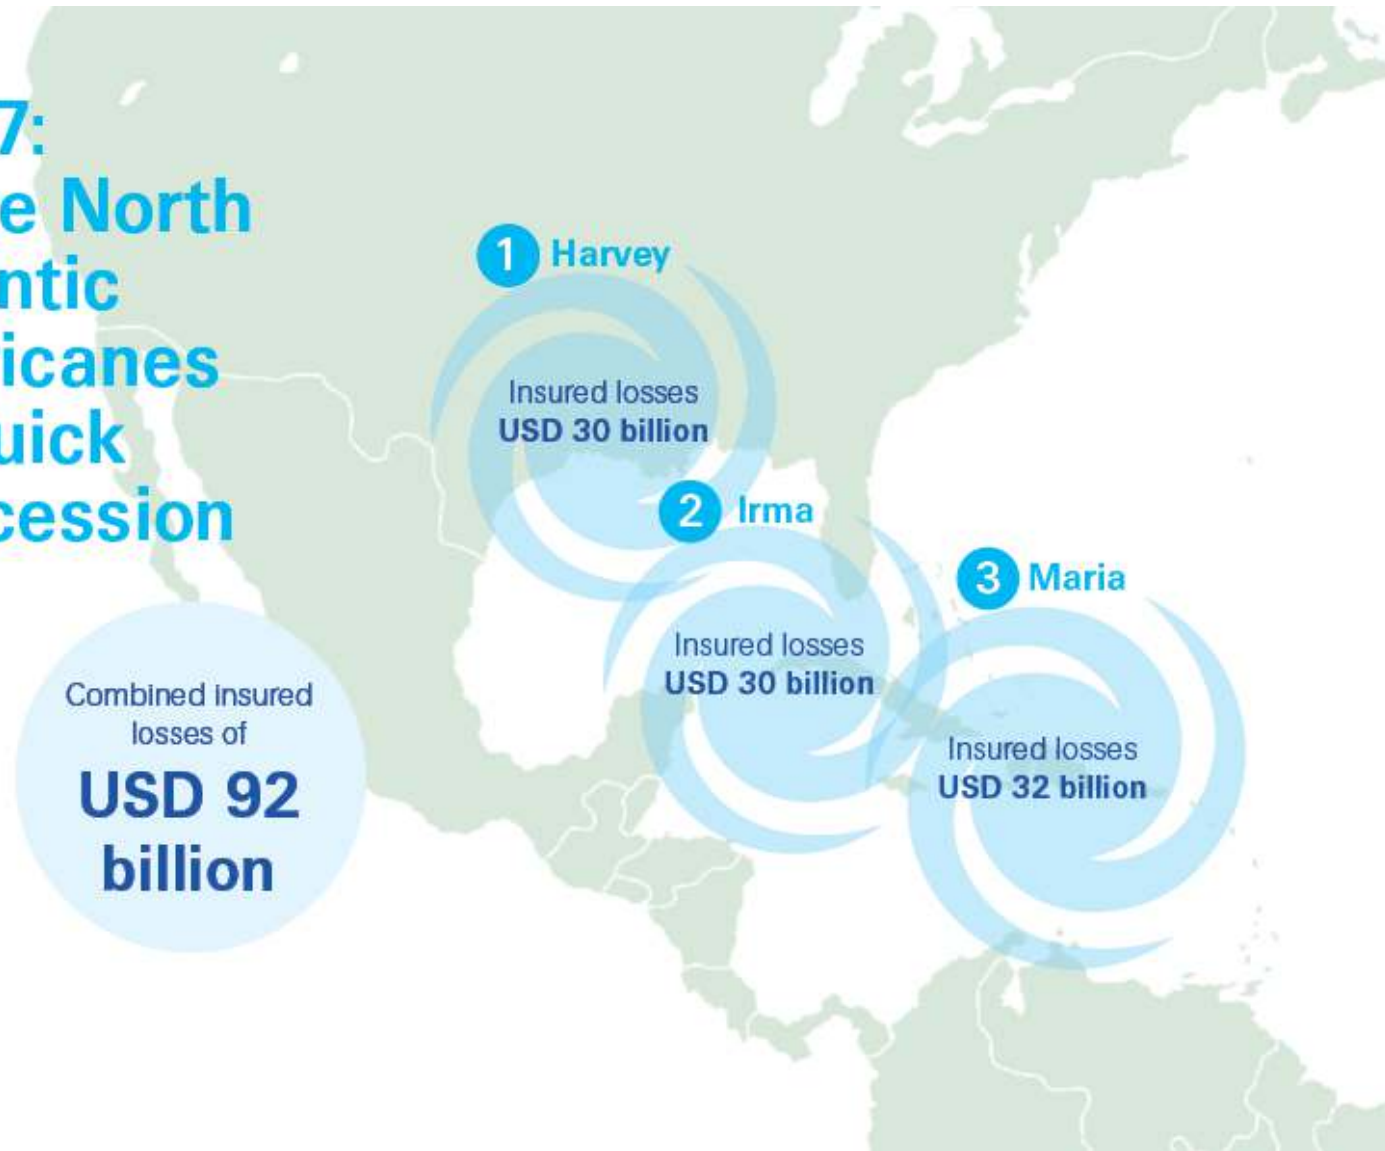 7:
e North
ntic
icanes
uick
cession
1 Harvey
Insured losses
USD 30 billion
2 Irma
Insured losses
USD 30 billion
3 Maria
Insured losses
USD 32 billion
Combined insured
losses of
USD 92
billion